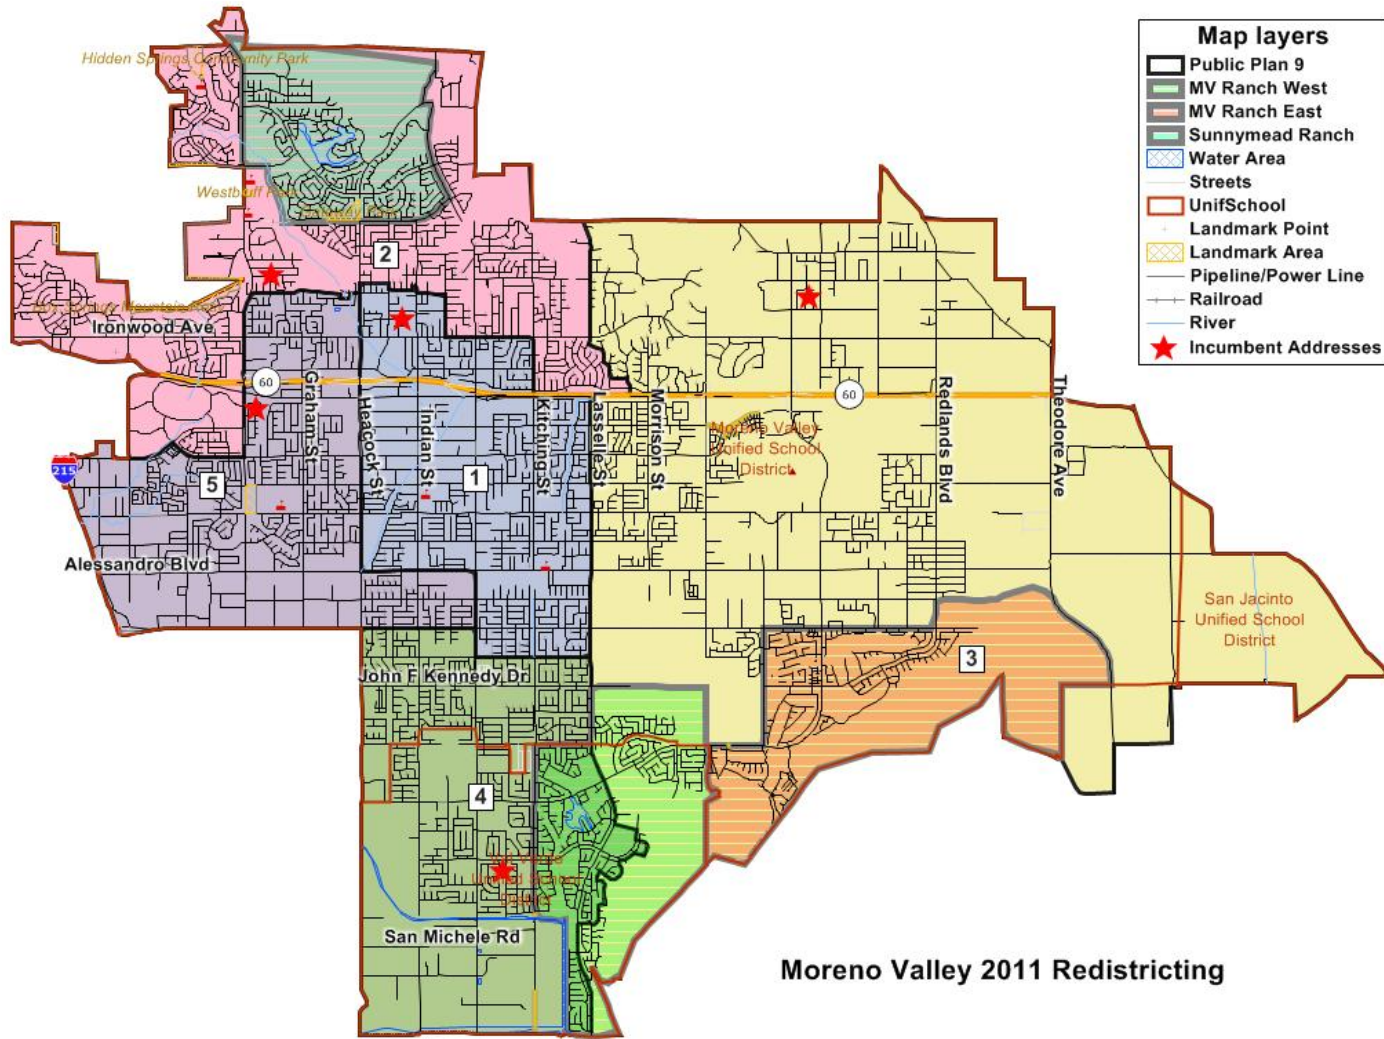 Map layers
Public Plan 9
MV Ranch West
MV Ranch East
Sunnymead Ranch
Water Area
Streets
UnifSchool
Landmark Point
Landmark Area
Pipeline/Power Line
Railroad
River
Incumbent Addresses
Hidden Springs Community Park
Westbluff Park
2
Ironwood Ave
60
60
Graham St
Heacock St
Indian St
Kitching St
Lasselle St
Morrison St
Redlands Blvd
Theodore Ave
Moreno Valley
Unified School
District
215
5
1
Alessandro Blvd
San Jacinto
Unified School
District
3
John F Kennedy Dr
4
Unified School
District
San Michele Rd
Moreno Valley 2011 Redistricting